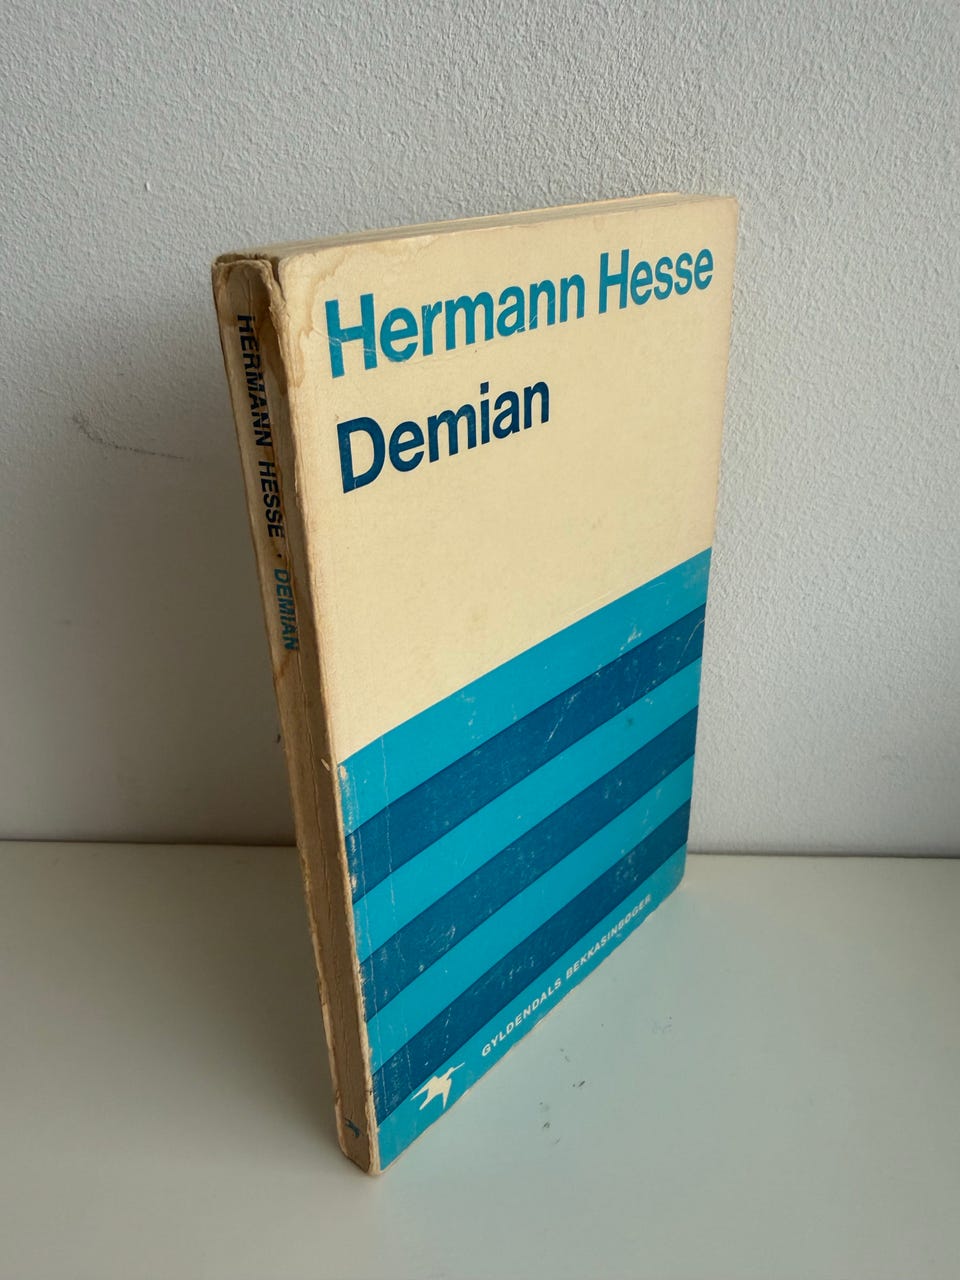 Hermann Hesse
Demian
GYLDENDALS BEKKASINBØGER
HERMANN HESSE · DEMIAN